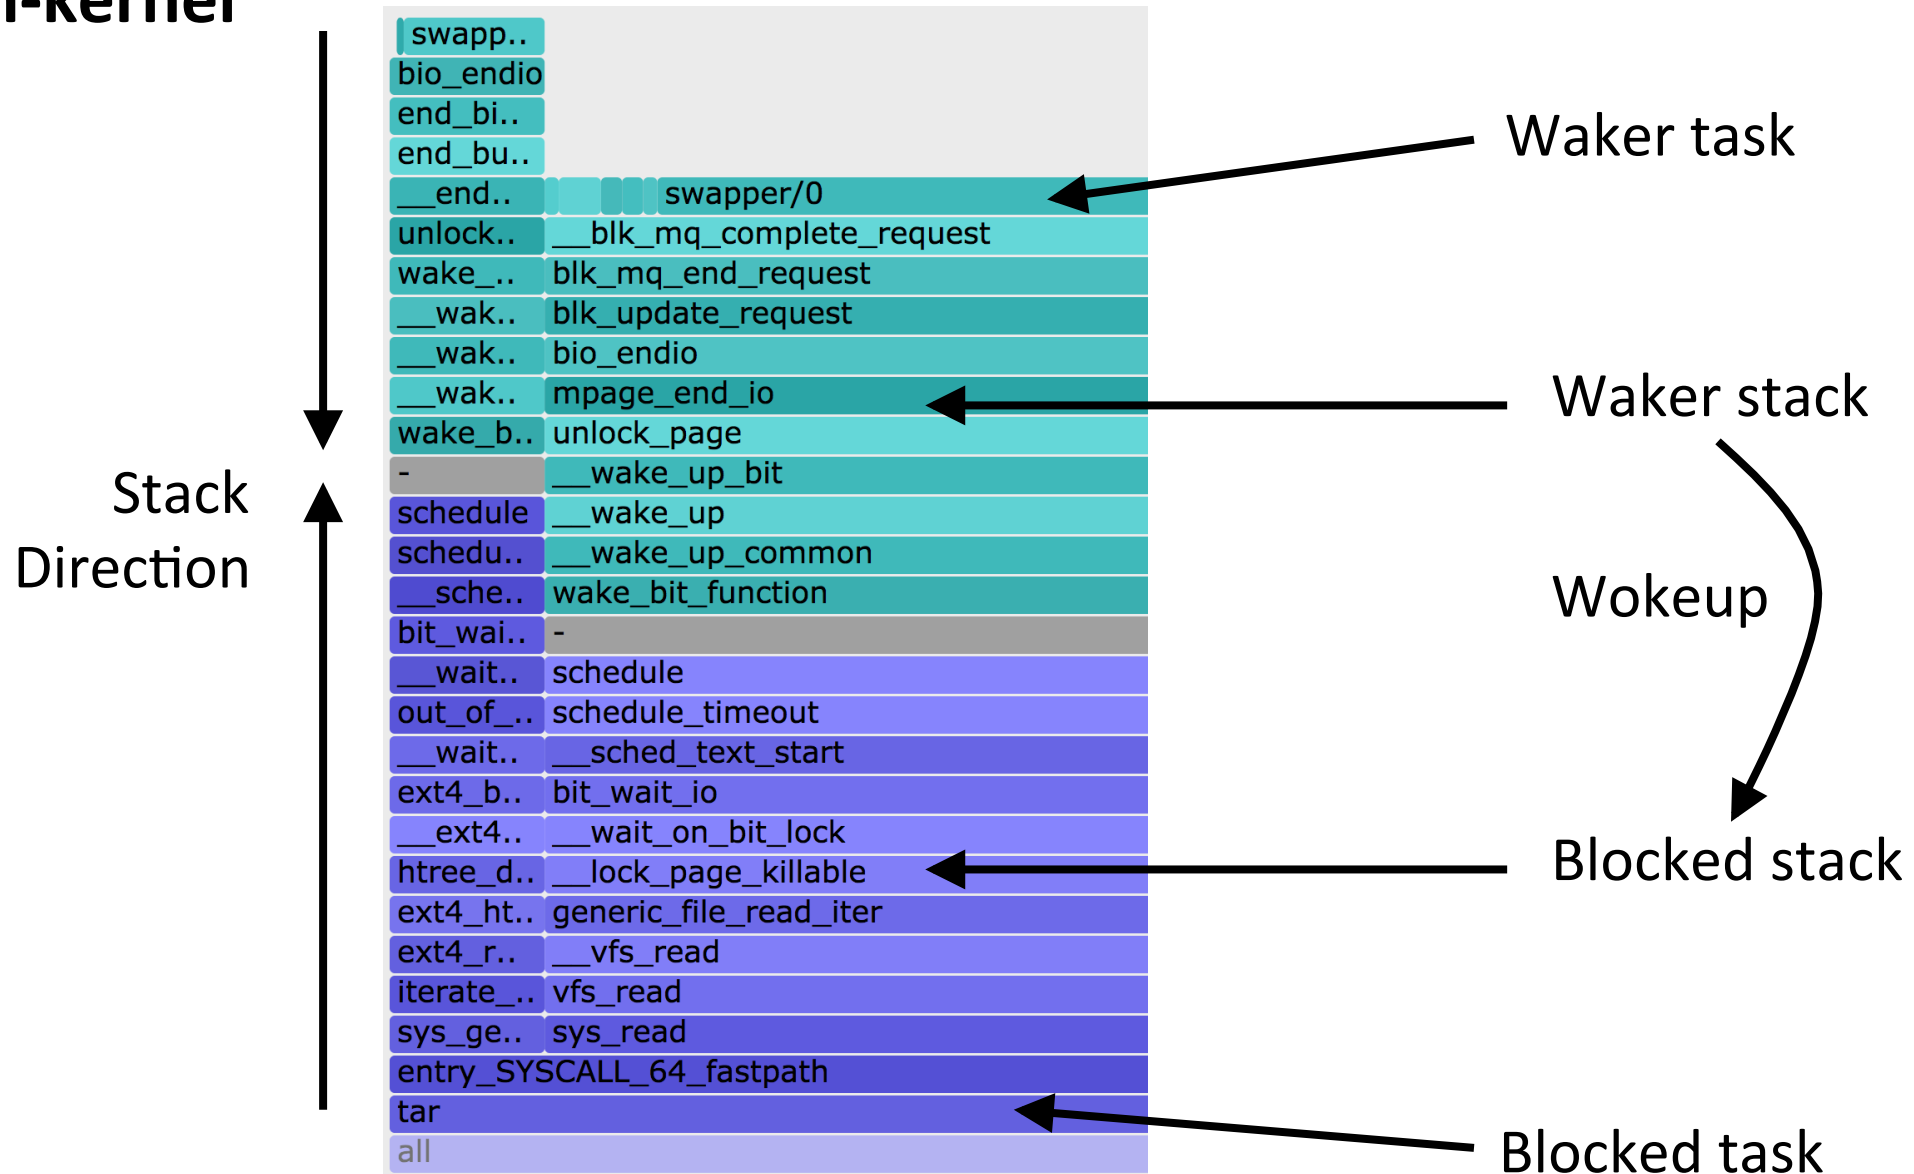 n-kernel
swapp..
bio_endio
end_bi..
end_bu..
__end.. swapper/0
unlock.. __blk_mq_complete_request
wake_.. blk_mq_end_request
__wak.. blk_update_request
__wak.. bio_endio
__wak.. mpage_end_io
wake_b.. unlock_page
- __wake_up_bit
schedule __wake_up
schedu.. __wake_up_common
__sche.. wake_bit_function
bit_wai.. -
__wait.. schedule
out_of_.. schedule_timeout
__wait.. __sched_text_start
ext4_b.. bit_wait_io
__ext4.. __wait_on_bit_lock
htree_d.. __lock_page_killable
ext4_ht.. generic_file_read_iter
ext4_r.. __vfs_read
iterate_.. vfs_read
sys_ge.. sys_read
entry_SYSCALL_64_fastpath
tar
all
Stack
Direction
Waker task
Waker stack
Wokeup
Blocked stack
Blocked task